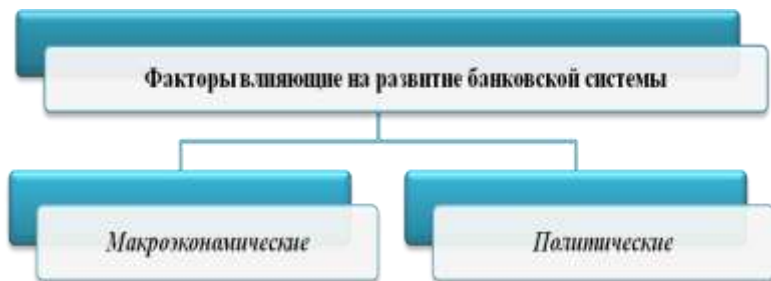 Факторы влияющие на развитие банковской системы
Макроэкономические
Политические